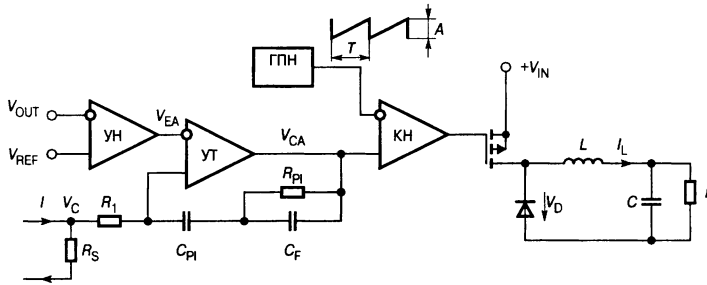 T
A
ГПН
+V_IN
V_OUT
УН
V_EA
УТ
V_CA
КН
V_REF
L
I_L
R_PI
I
V_C
R_1
V_D
C
R_S
C_PI
C_F